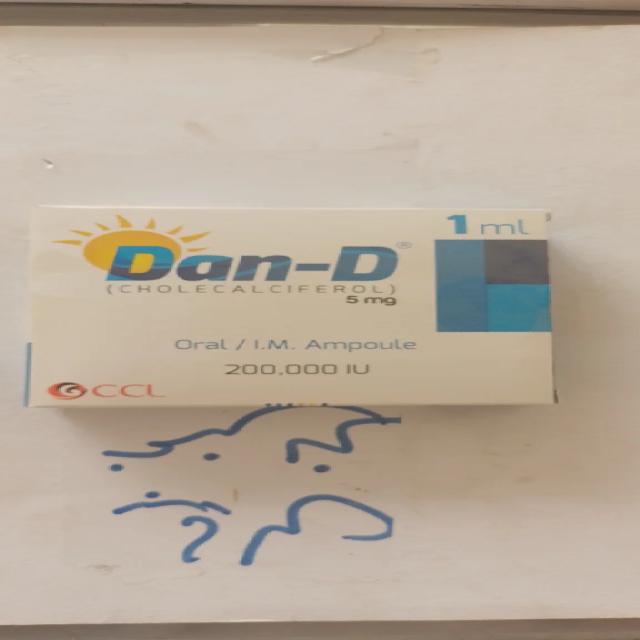 1 ml
Dan-D®
(CHOLECALCIFEROL)
5 mg
Oral / I.M. Ampoule
200,000 IU
CCL